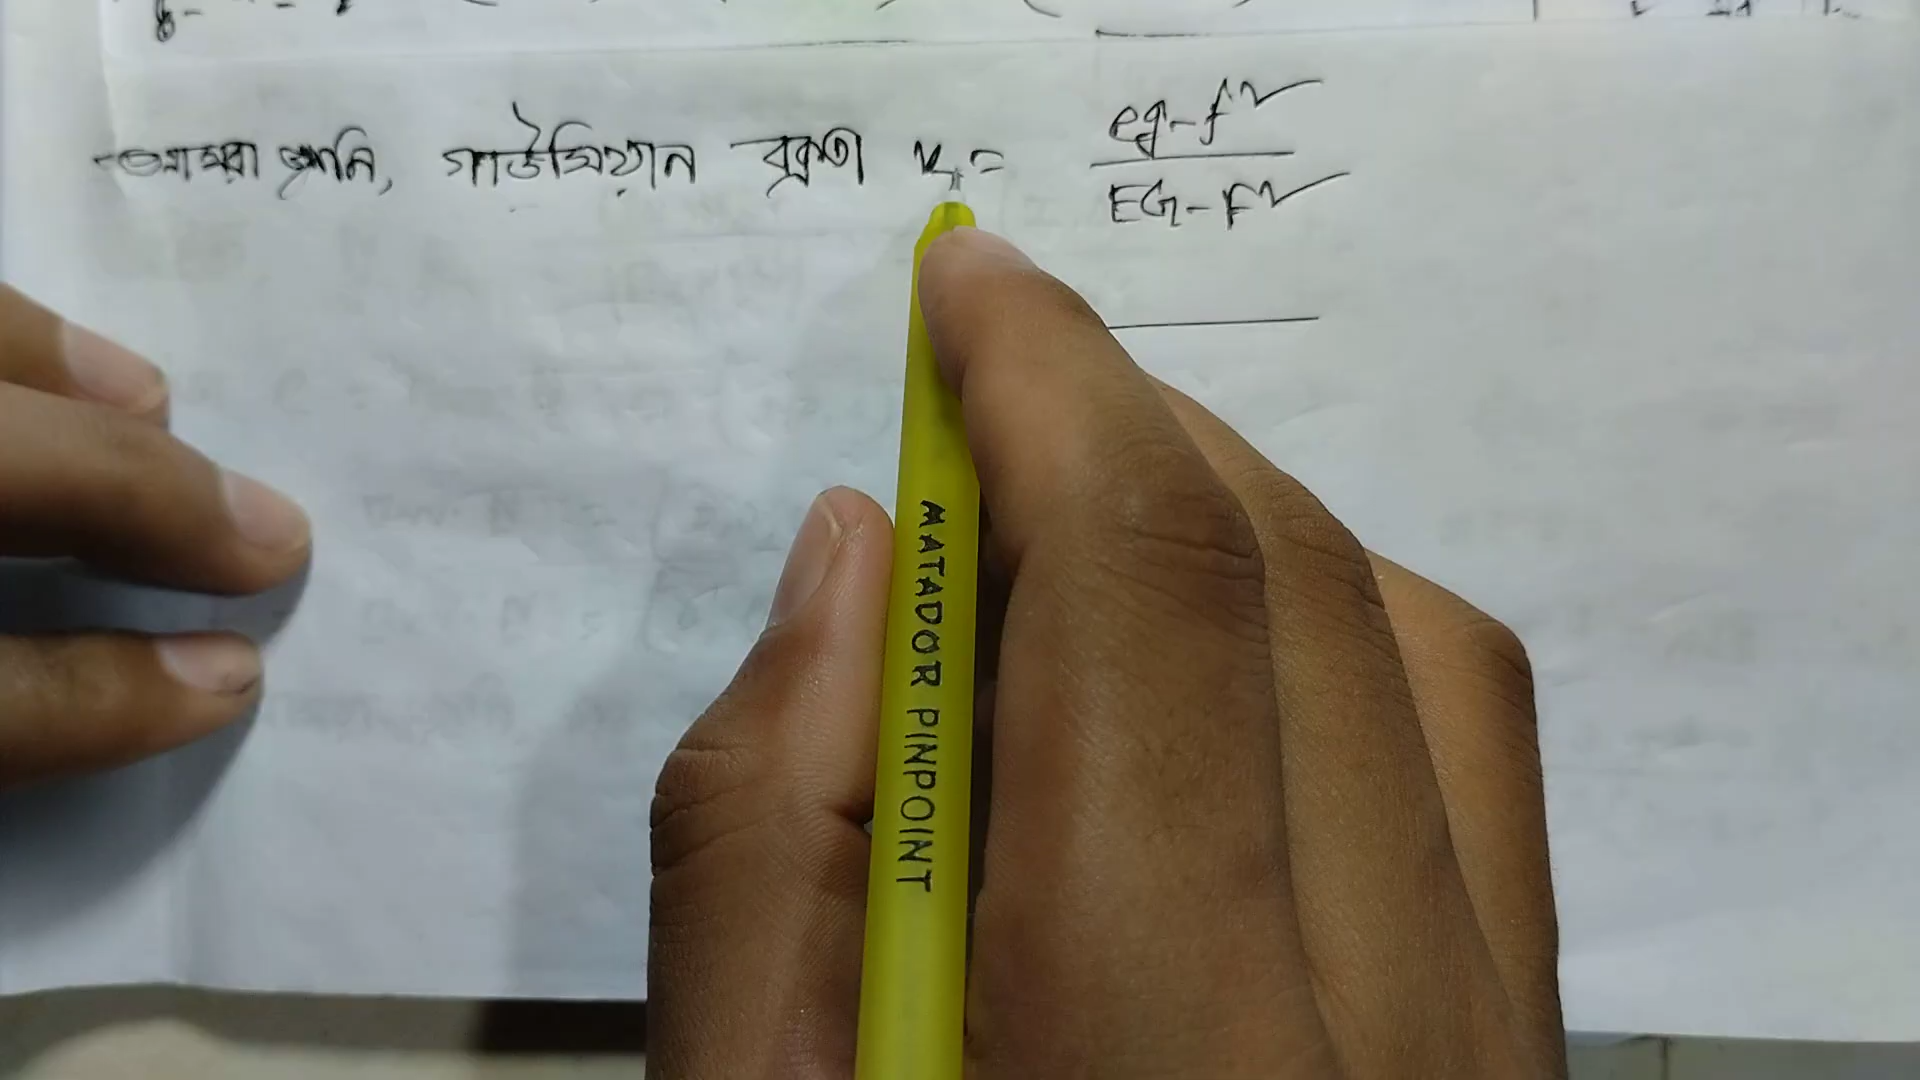 আমরা জানি, গাউসিয়ান বক্রতা K = eg-f² / EG-F²
MATADOR PINPOINT